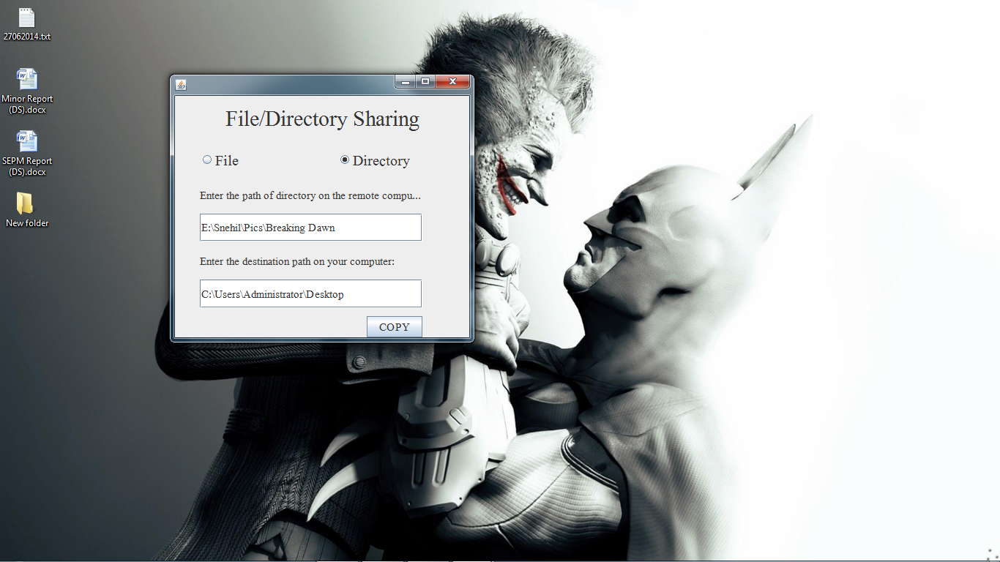 27062014.txt
Minor Report
(DS).docx
SEPM Report
(DS).docx
New folder
File/Directory Sharing
File
Directory
Enter the path of directory on the remote compu...
E:\Snehil\Pics\Breaking Dawn
Enter the destination path on your computer:
C:\Users\Administrator\Desktop
COPY